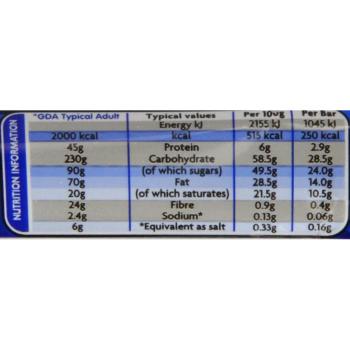 NUTRITION INFORMATION
*GDA Typical Adult Typical values Per 100g Per Bar
Energy kJ 2155 kJ 1045 kJ
2000 kcal kcal 515 kcal 250 kcal
45g Protein 6g 2.9g
230g Carbohydrate 58.5g 28.5g
90g (of which sugars) 49.5g 24.0g
70g Fat 28.5g 14.0g
20g (of which saturates) 21.5g 10.5g
24g Fibre 0.9g 0.4g
2.4g Sodium* 0.13g 0.06g
6g *Equivalent as salt 0.33g 0.16g